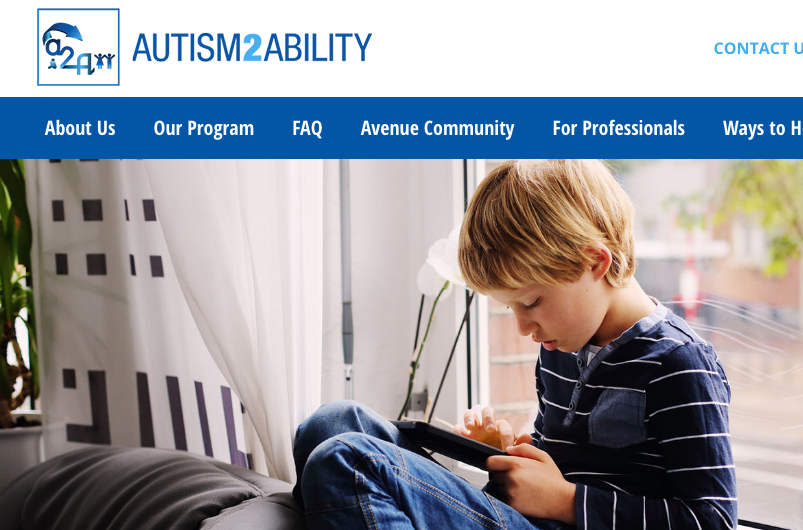 a2A
AUTISM2ABILITY
CONTACT U
About Us
Our Program
FAQ
Avenue Community
For Professionals
Ways to H